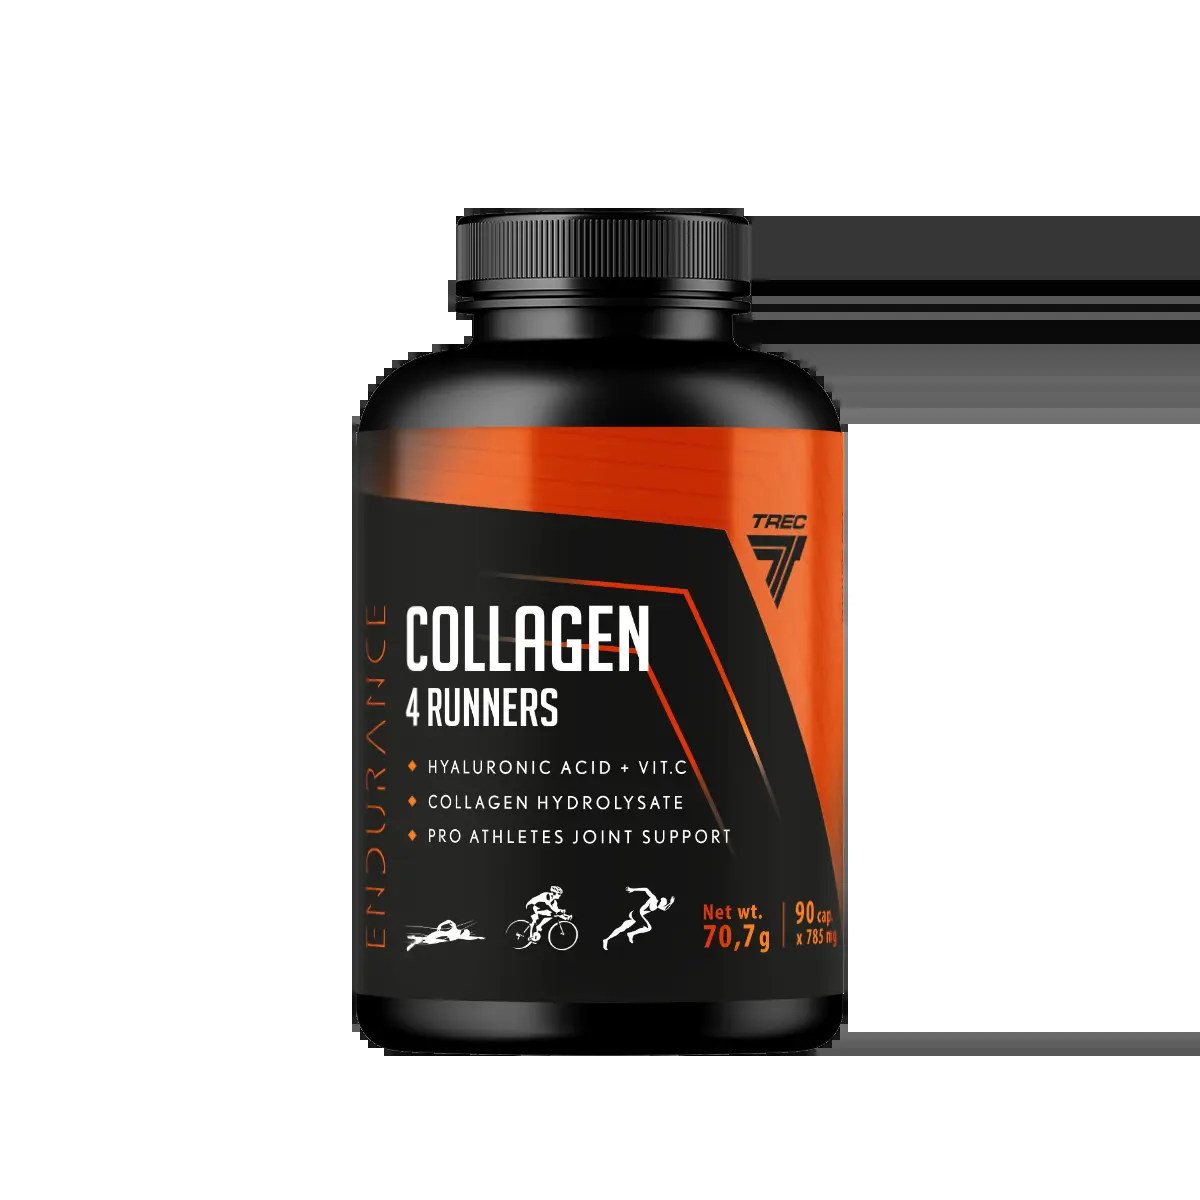 TREC
COLLAGEN
4 RUNNERS
ENDURANCE
HYALURONIC ACID + VIT.C
COLLAGEN HYDROLYSATE
PRO ATHLETES JOINT SUPPORT
Net wt.
70,7 g
90 cap.
x 785 mg